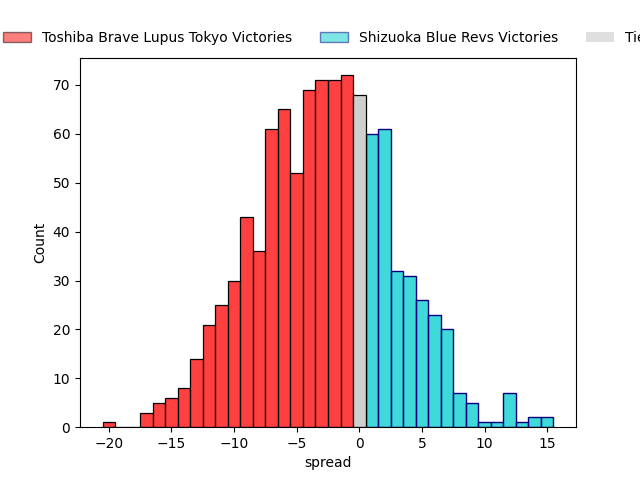 Toshiba Brave Lupus Tokyo Victories Shizuoka Blue Revs Victories Tie
70
60
50
40
30
20
10
0
Count
−20 −15 −10 −5 0 5 10 15
spread